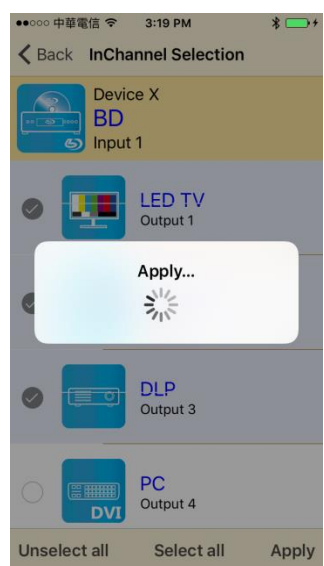 中華電信 3:19 PM
Back InChannel Selection
Device X
BD
Input 1
LED TV
Output 1
Apply...
DLP
Output 3
DVI
PC
Output 4
Unselect all Select all Apply